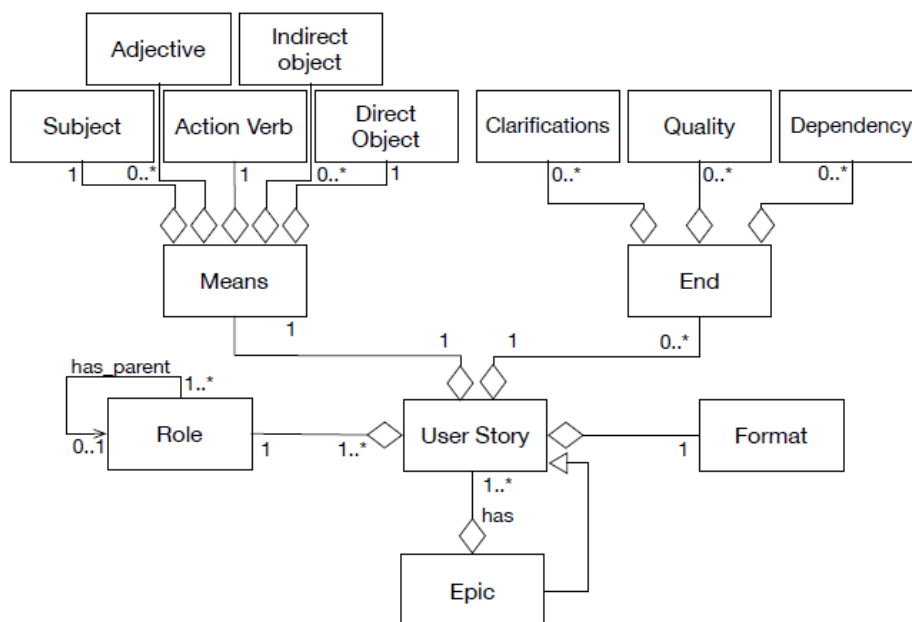 Adjective
Indirect
object
Subject
Action Verb
Direct
Object
Clarifications
Quality
Dependency
1
0..*
1
0..*
1
0..*
0..*
0..*
Means
End
1
1
1
0..*
has_parent
1..*
0..1
Role
1
1..*
User Story
1
Format
1..*
has
Epic